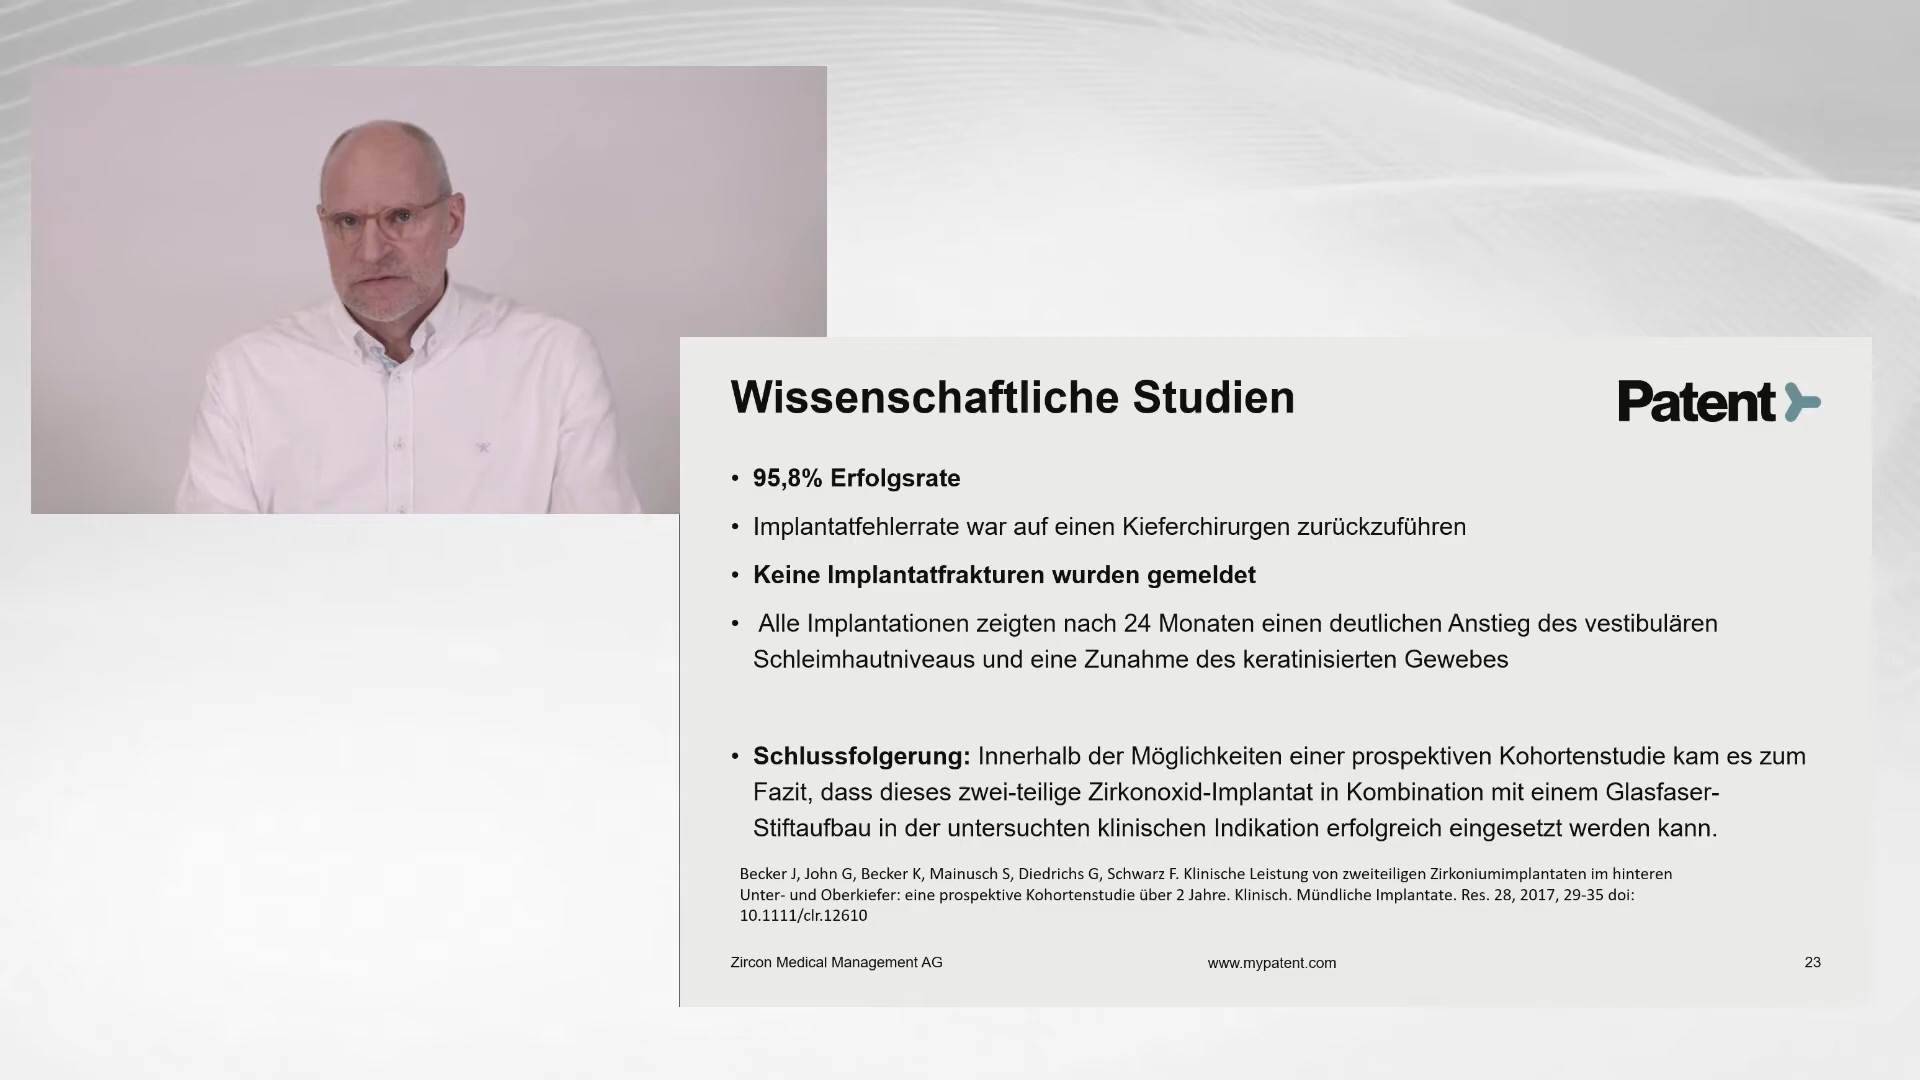 Wissenschaftliche Studien
Patent
• 95,8% Erfolgsrate
• Implantatfehlerrate war auf einen Kieferchirurgen zurückzuführen
• Keine Implantatfrakturen wurden gemeldet
• Alle Implantationen zeigten nach 24 Monaten einen deutlichen Anstieg des vestibulären
Schleimhautniveaus und eine Zunahme des keratinisierten Gewebes
• Schlussfolgerung: Innerhalb der Möglichkeiten einer prospektiven Kohortenstudie kam es zum
Fazit, dass dieses zwei-teilige Zirkonoxid-Implantat in Kombination mit einem Glasfaser-
Stiftaufbau in der untersuchten klinischen Indikation erfolgreich eingesetzt werden kann.
Becker J, John G, Becker K, Mainusch S, Diedrichs G, Schwarz F. Klinische Leistung von zweiteiligen Zirkoniumimplantaten im hinteren
Unter- und Oberkiefer: eine prospektive Kohortenstudie über 2 Jahre. Klinisch. Mündliche Implantate. Res. 28, 2017, 29-35 doi:
10.1111/clr.12610
Zircon Medical Management AG
www.mypatent.com
23